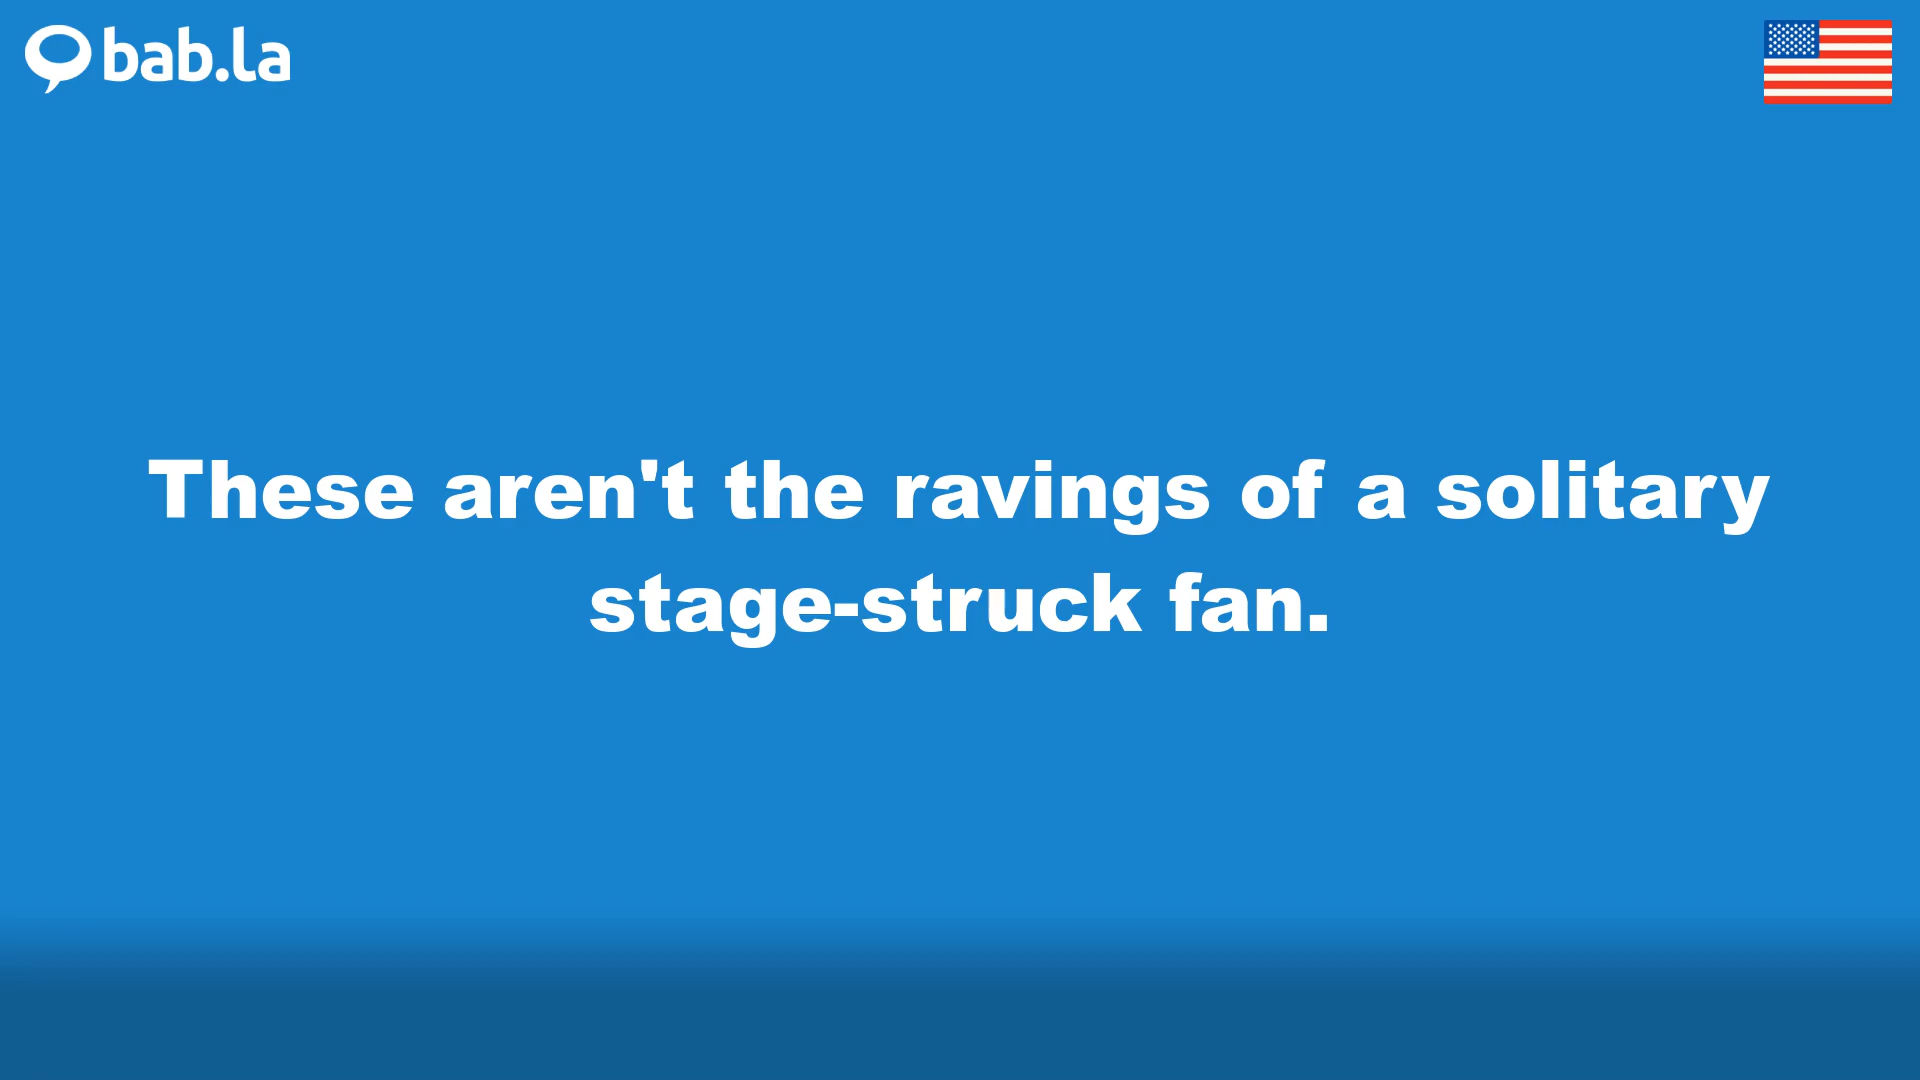 bab.la
These aren't the ravings of a solitary
stage-struck fan.